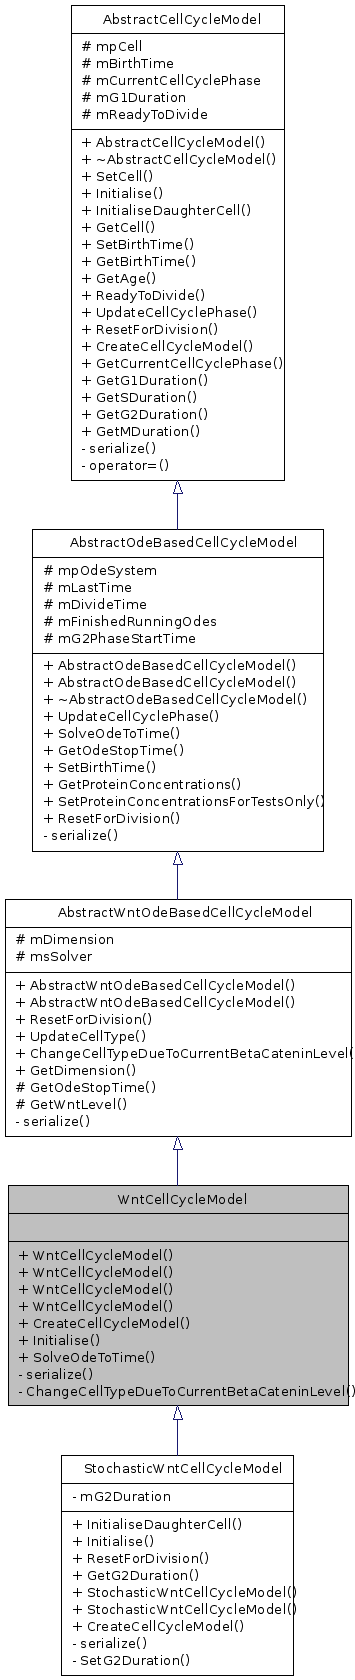 AbstractCellCycleModel
# mpCell
# mBirthTime
# mCurrentCellCyclePhase
# mG1Duration
# mReadyToDivide
+ AbstractCellCycleModel()
+ ~AbstractCellCycleModel()
+ SetCell()
+ Initialise()
+ InitialiseDaughterCell()
+ GetCell()
+ SetBirthTime()
+ GetBirthTime()
+ GetAge()
+ ReadyToDivide()
+ UpdateCellCyclePhase()
+ ResetForDivision()
+ CreateCellCycleModel()
+ GetCurrentCellCyclePhase()
+ GetG1Duration()
+ GetSDuration()
+ GetG2Duration()
+ GetMDuration()
- serialize()
- operator=()
AbstractOdeBasedCellCycleModel
# mpOdeSystem
# mLastTime
# mDivideTime
# mFinishedRunningOdes
# mG2PhaseStartTime
+ AbstractOdeBasedCellCycleModel()
+ AbstractOdeBasedCellCycleModel()
+ ~AbstractOdeBasedCellCycleModel()
+ UpdateCellCyclePhase()
+ SolveOdeToTime()
+ GetOdeStopTime()
+ SetBirthTime()
+ GetProteinConcentrations()
+ SetProteinConcentrationsForTestsOnly()
+ ResetForDivision()
- serialize()
AbstractWntOdeBasedCellCycleModel
# mDimension
# msSolver
+ AbstractWntOdeBasedCellCycleModel()
+ AbstractWntOdeBasedCellCycleModel()
+ ResetForDivision()
+ UpdateCellType()
+ ChangeCellTypeDueToCurrentBetaCateninLevel(
+ GetDimension()
# GetOdeStopTime()
# GetWntLevel()
- serialize()
WntCellCycleModel
+ WntCellCycleModel()
+ WntCellCycleModel()
+ WntCellCycleModel()
+ WntCellCycleModel()
+ CreateCellCycleModel()
+ Initialise()
+ SolveOdeToTime()
- serialize()
- ChangeCellTypeDueToCurrentBetaCateninLevel()
StochasticWntCellCycleModel
- mG2Duration
+ InitialiseDaughterCell()
+ Initialise()
+ ResetForDivision()
+ GetG2Duration()
+ StochasticWntCellCycleModel()
+ StochasticWntCellCycleModel()
+ CreateCellCycleModel()
- serialize()
- SetG2Duration()